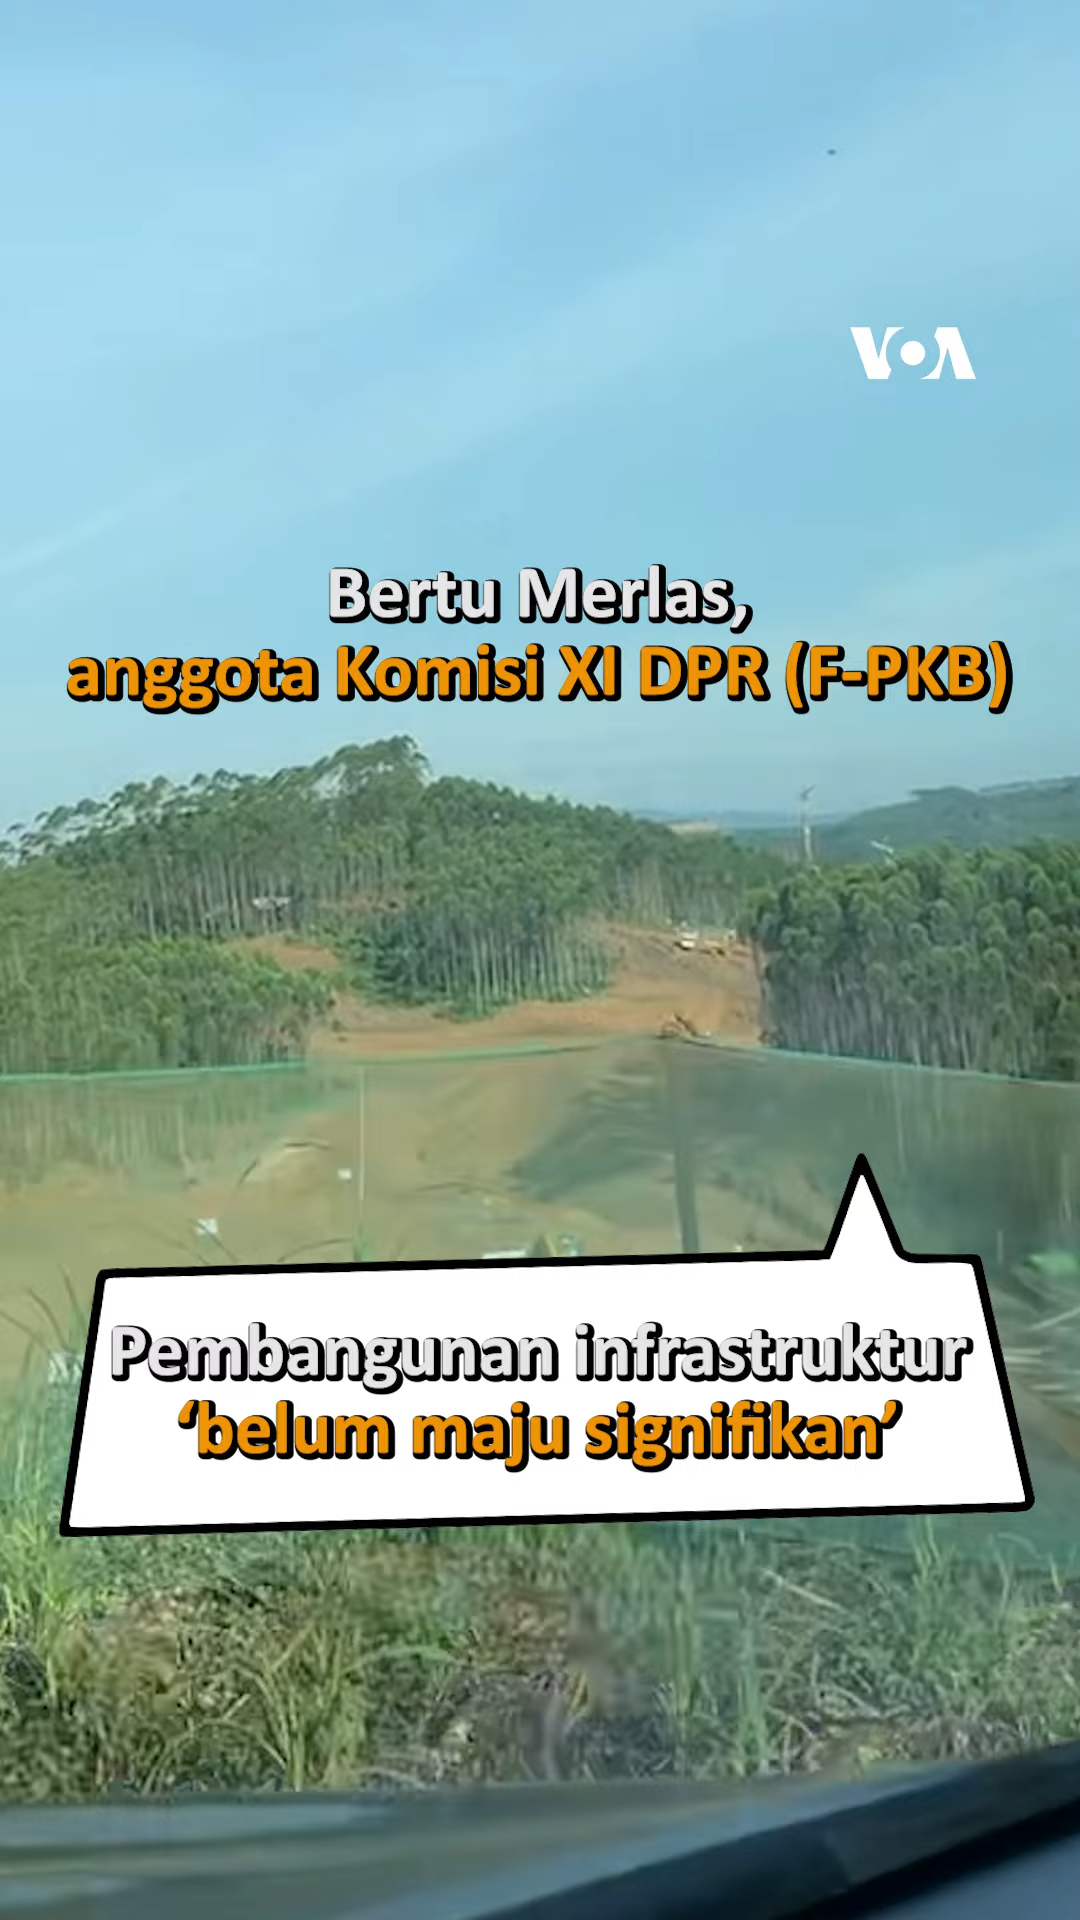 VOA
Bertu Merlas,
anggota Komisi XI DPR (F-PKB)
Pembangunan infrastruktur
‘belum maju signifikan’